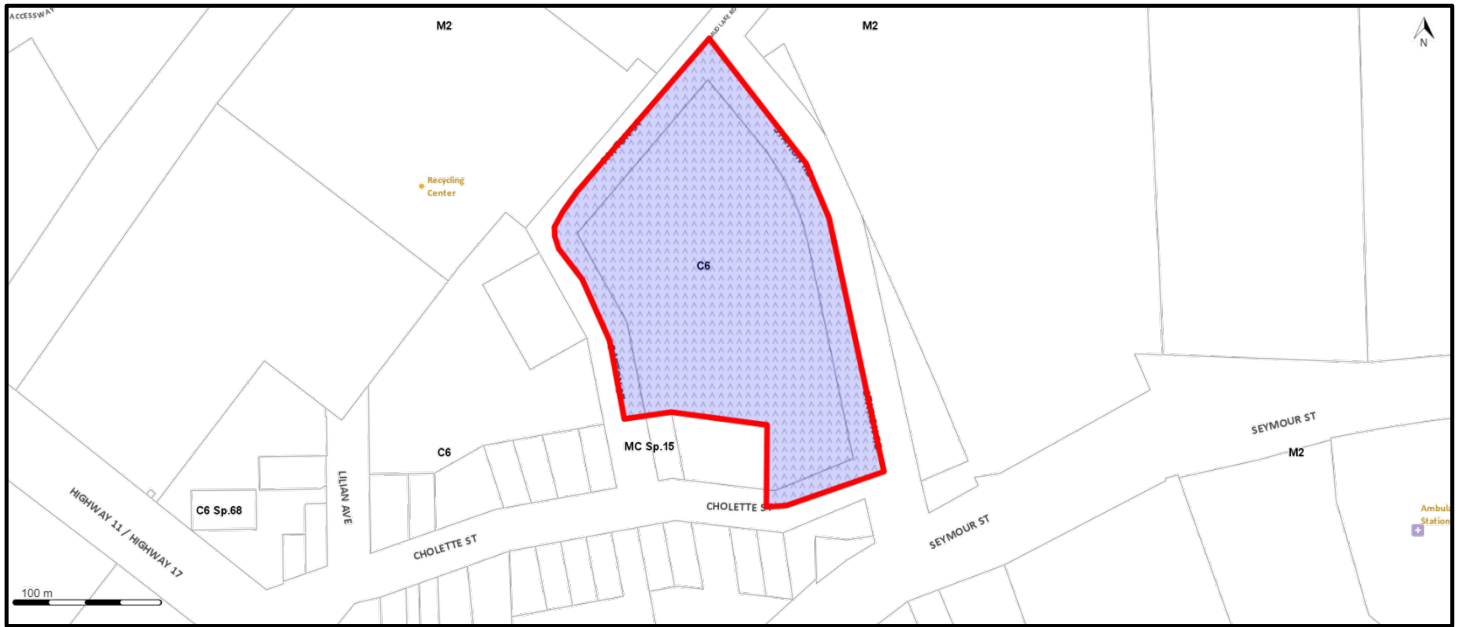 ACCESSWAY
M2
M2
N
Recycling
Center
C6
MC Sp.15
C6
C6 Sp.68
LILIAN AVE
HIGHWAY 11 / HIGHWAY 17
CHOLETTE ST
CHOLETTE ST
SEYMOUR ST
SEYMOUR ST
M2
Station
100 m